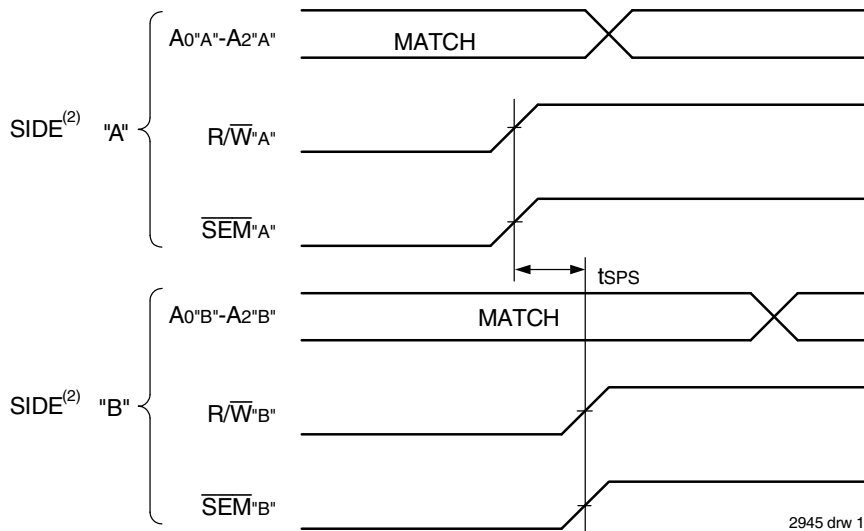 A0"A"-A2"A" MATCH
SIDE(2) "A" R/W"A"
SEM"A"
tSPS
A0"B"-A2"B" MATCH
SIDE(2) "B" R/W"B"
SEM"B"
2945 drw 1